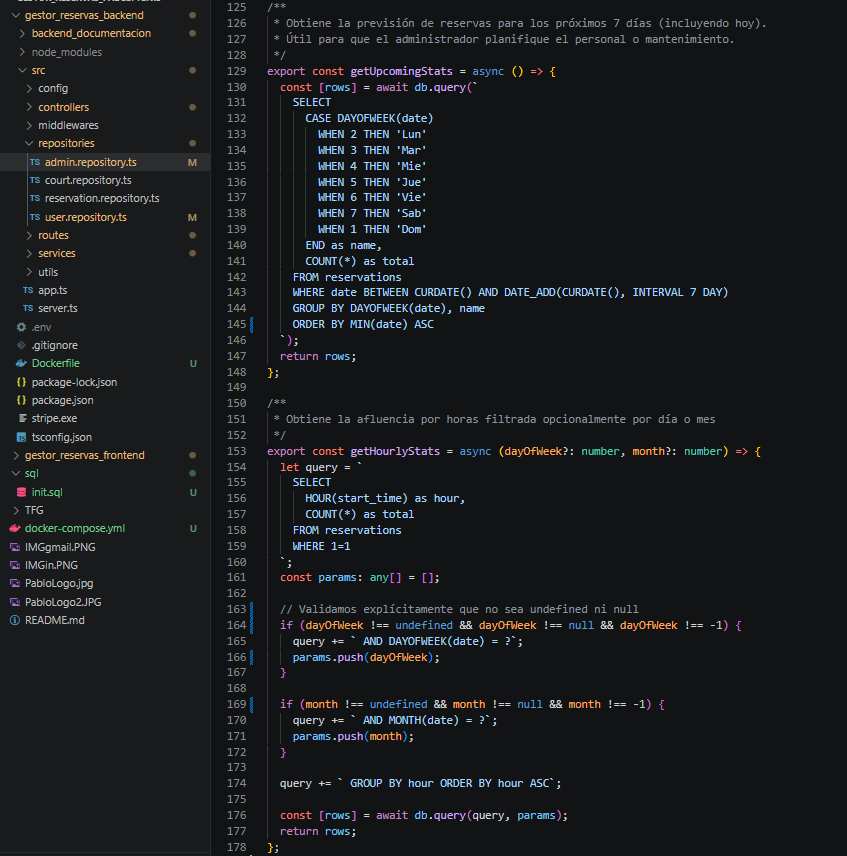 gestor_reservas_backend
backend_documentacion
node_modules
src
config
controllers
middlewares
repositories
TS admin.repository.ts M
TS court.repository.ts
TS reservation.repository.ts
TS user.repository.ts M
routes
services
utils
TS app.ts
TS server.ts
.env
.gitignore
Dockerfile U
{} package-lock.json
{} package.json
stripe.exe
tsconfig.json
gestor_reservas_frontend
sql
init.sql U
TFG
docker-compose.yml U
IMGgmail.PNG
IMGin.PNG
PabloLogo.jpg
PabloLogo2.JPG
README.md
125 /**
126  * Obtiene la previsión de reservas para los próximos 7 días (incluyendo hoy).
127  * Útil para que el administrador planifique el personal o mantenimiento.
128  */
129 export const getUpcomingStats = async () => {
130   const [rows] = await db.query(`
131     SELECT
132       CASE DAYOFWEEK(date)
133         WHEN 2 THEN 'Lun'
134         WHEN 3 THEN 'Mar'
135         WHEN 4 THEN 'Mie'
136         WHEN 5 THEN 'Jue'
137         WHEN 6 THEN 'Vie'
138         WHEN 7 THEN 'Sab'
139         WHEN 1 THEN 'Dom'
140       END as name,
141       COUNT(*) as total
142     FROM reservations
143     WHERE date BETWEEN CURDATE() AND DATE_ADD(CURDATE(), INTERVAL 7 DAY)
144     GROUP BY DAYOFWEEK(date), name
145     ORDER BY MIN(date) ASC
146   `);
147   return rows;
148 };
149
150 /**
151  * Obtiene la afluencia por horas filtrada opcionalmente por día o mes
152  */
153 export const getHourlyStats = async (dayOfWeek?: number, month?: number) => {
154   let query = `
155     SELECT
156       HOUR(start_time) as hour,
157       COUNT(*) as total
158     FROM reservations
159     WHERE 1=1
160   `;
161   const params: any[] = [];
162
163   // Validamos explícitamente que no sea undefined ni null
164   if (dayOfWeek !== undefined && dayOfWeek !== null && dayOfWeek !== -1) {
165     query += ` AND DAYOFWEEK(date) = ?`;
166     params.push(dayOfWeek);
167   }
168
169   if (month !== undefined && month !== null && month !== -1) {
170     query += ` AND MONTH(date) = ?`;
171     params.push(month);
172   }
173
174   query += ` GROUP BY hour ORDER BY hour ASC`;
175
176   const [rows] = await db.query(query, params);
177   return rows;
178 };